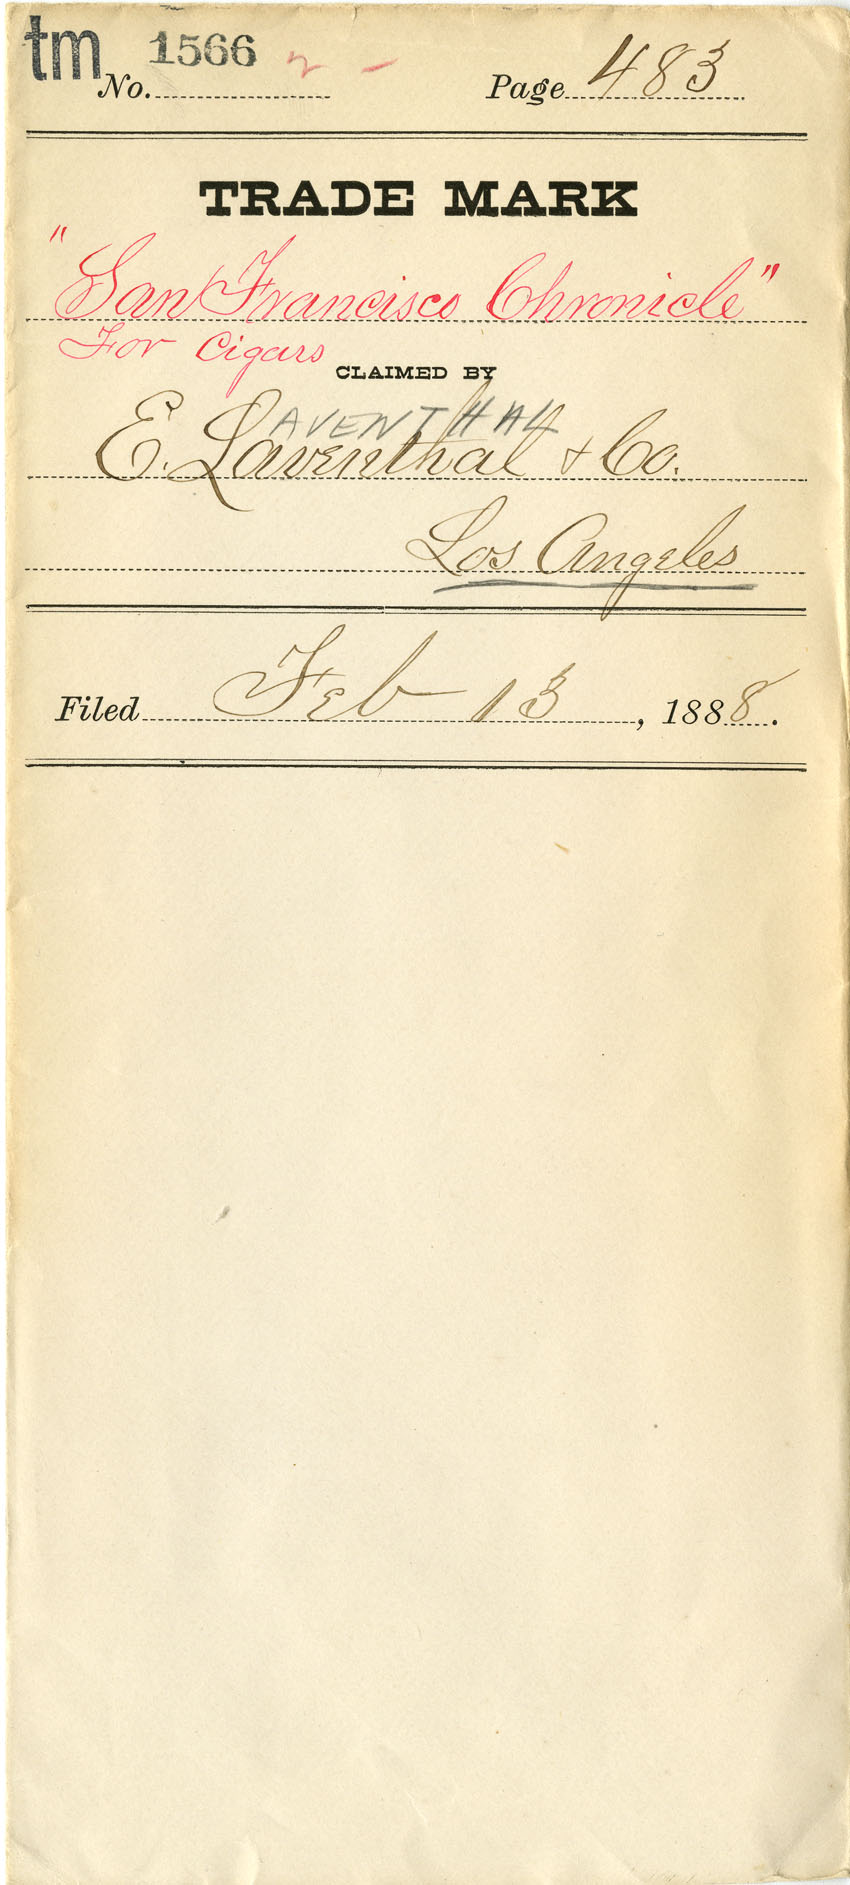 tm 1566 2 -
No. Page 483
TRADE MARK
"San Francisco Chronicle"
For Cigars
CLAIMED BY
AVENTHAL
E. Laventhal & Co.
Los Angeles
Filed Feb 13, 1888.